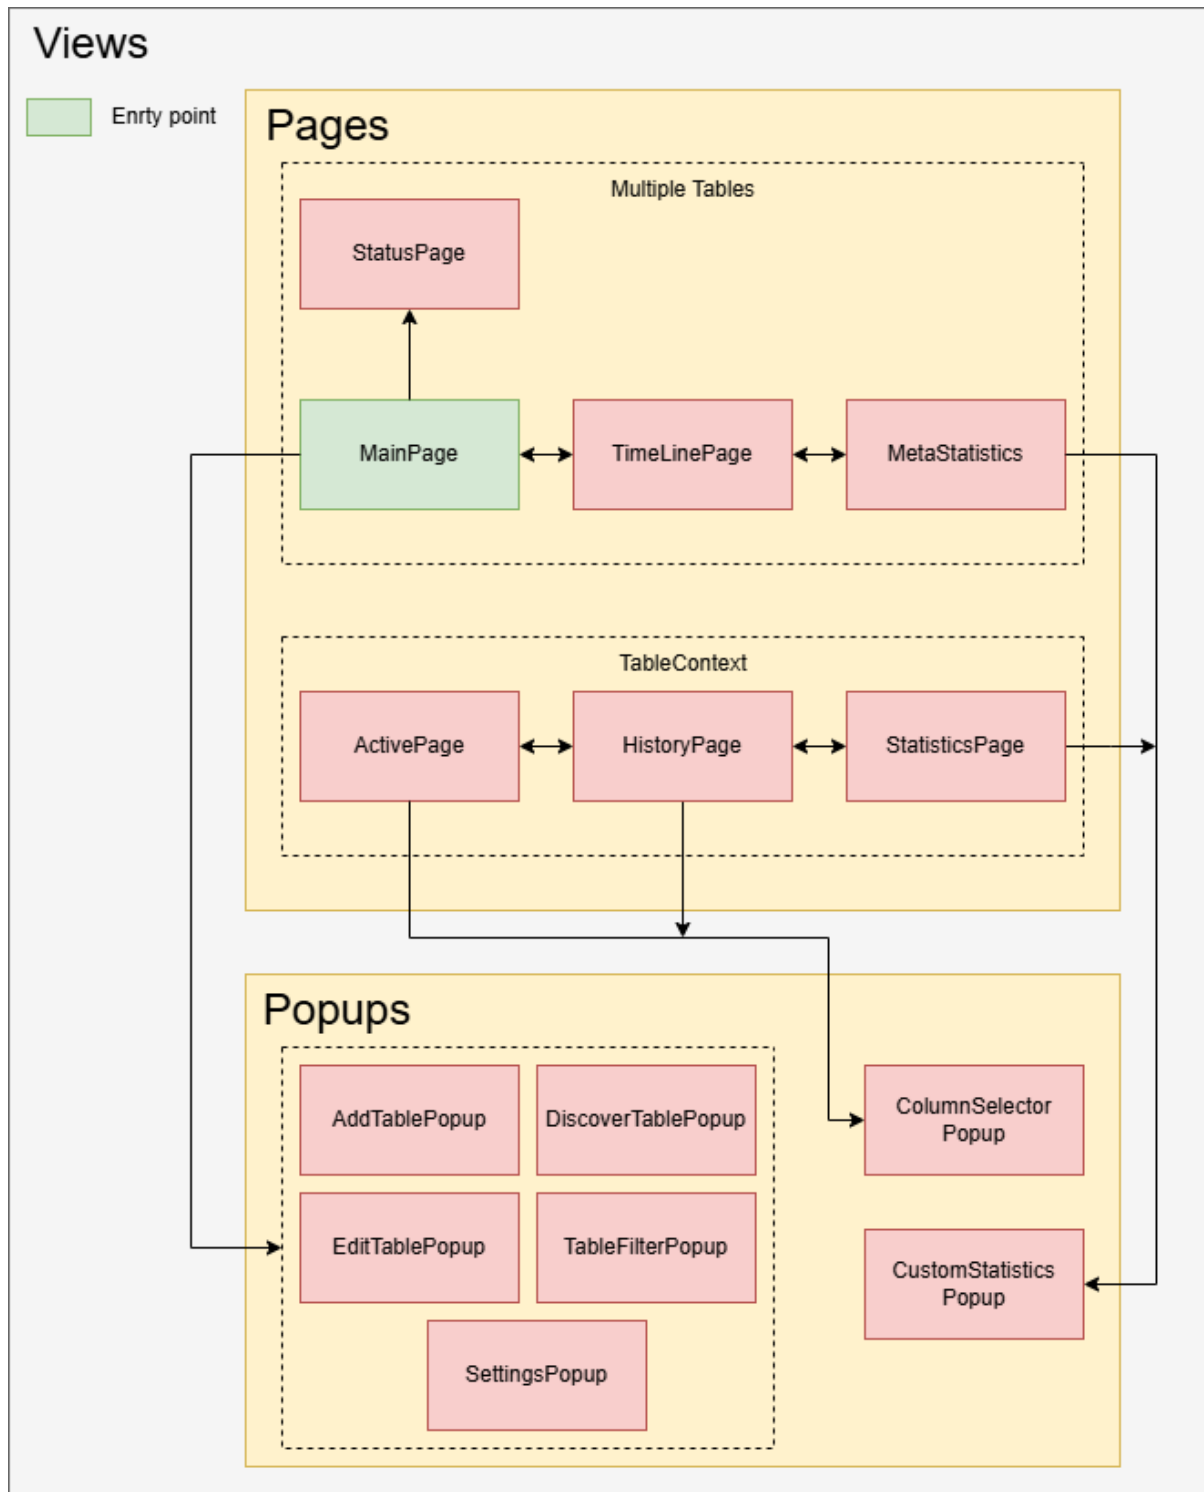 Views
Enrty point
Pages
Multiple Tables
StatusPage
MainPage
TimeLinePage
MetaStatistics
TableContext
ActivePage
HistoryPage
StatisticsPage
Popups
AddTablePopup
DiscoverTablePopup
ColumnSelector
Popup
EditTablePopup
TableFilterPopup
CustomStatistics
Popup
SettingsPopup